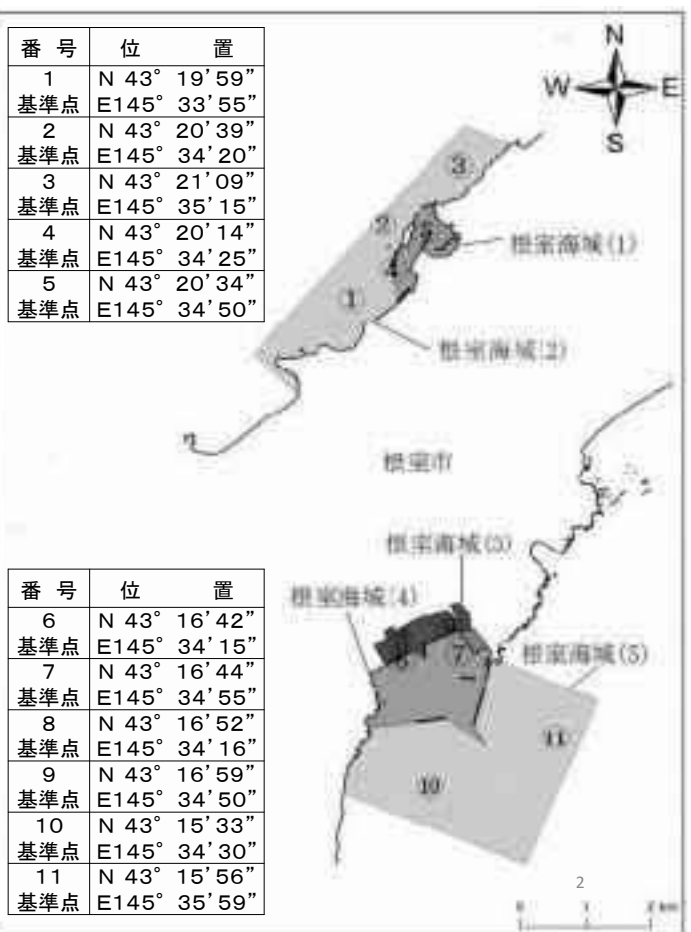 番 号 位 置
1 N 43° 19’59”
基準点 E145° 33’55”
2 N 43° 20’39”
基準点 E145° 34’20”
3 N 43° 21’09”
基準点 E145° 35’15”
4 N 43° 20’14”
基準点 E145° 34’25”
5 N 43° 20’34”
基準点 E145° 34’50”
N
W E
S
③
②
根室海域(1)
①
根室海域(2)
根室市
根室海域(3)
根室海域(4)
⑦
根室海域(5)
⑪
⑩
番 号 位 置
6 N 43° 16’42”
基準点 E145° 34’15”
7 N 43° 16’44”
基準点 E145° 34’55”
8 N 43° 16’52”
基準点 E145° 34’16”
9 N 43° 16’59”
基準点 E145° 34’50”
10 N 43° 15’33”
基準点 E145° 34’30”
11 N 43° 15’56”
基準点 E145° 35’59”
2
0 1 2 km